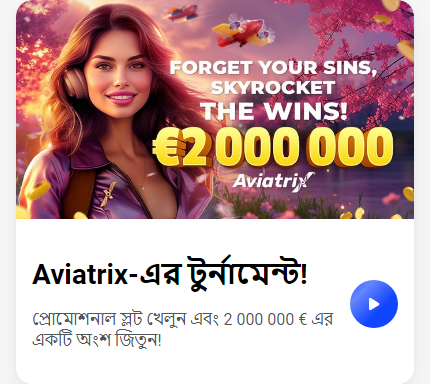 FORGET YOUR SINS,
SKYROCKET
THE WINS!
€2 000 000
Aviatrix
Aviatrix-এর টুর্নামেন্ট!
প্রোমোশনাল স্লট খেলুন এবং 2 000 000 € এর
একটি অংশ জিতুন!